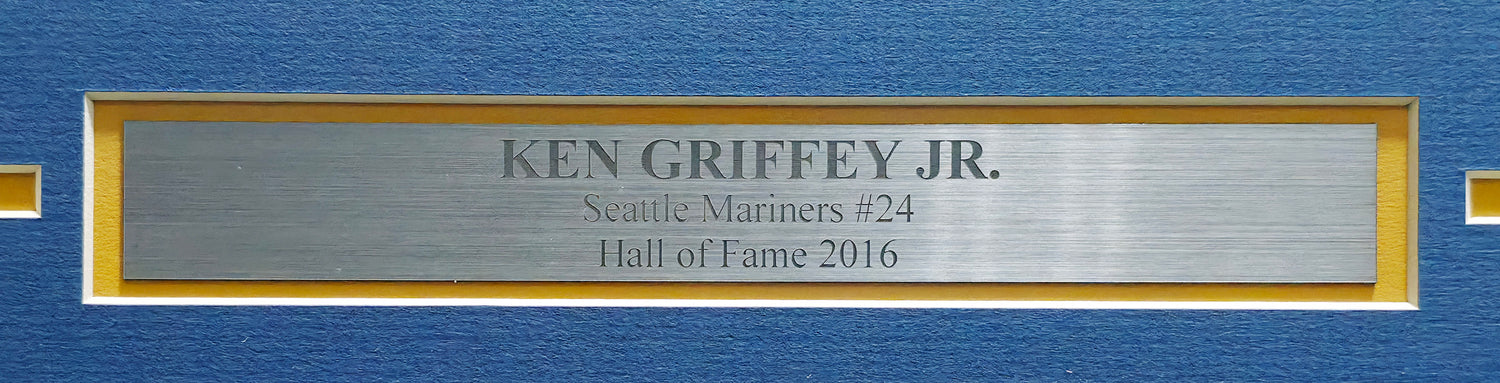 KEN GRIFFEY JR.
Seattle Mariners #24
Hall of Fame 2016